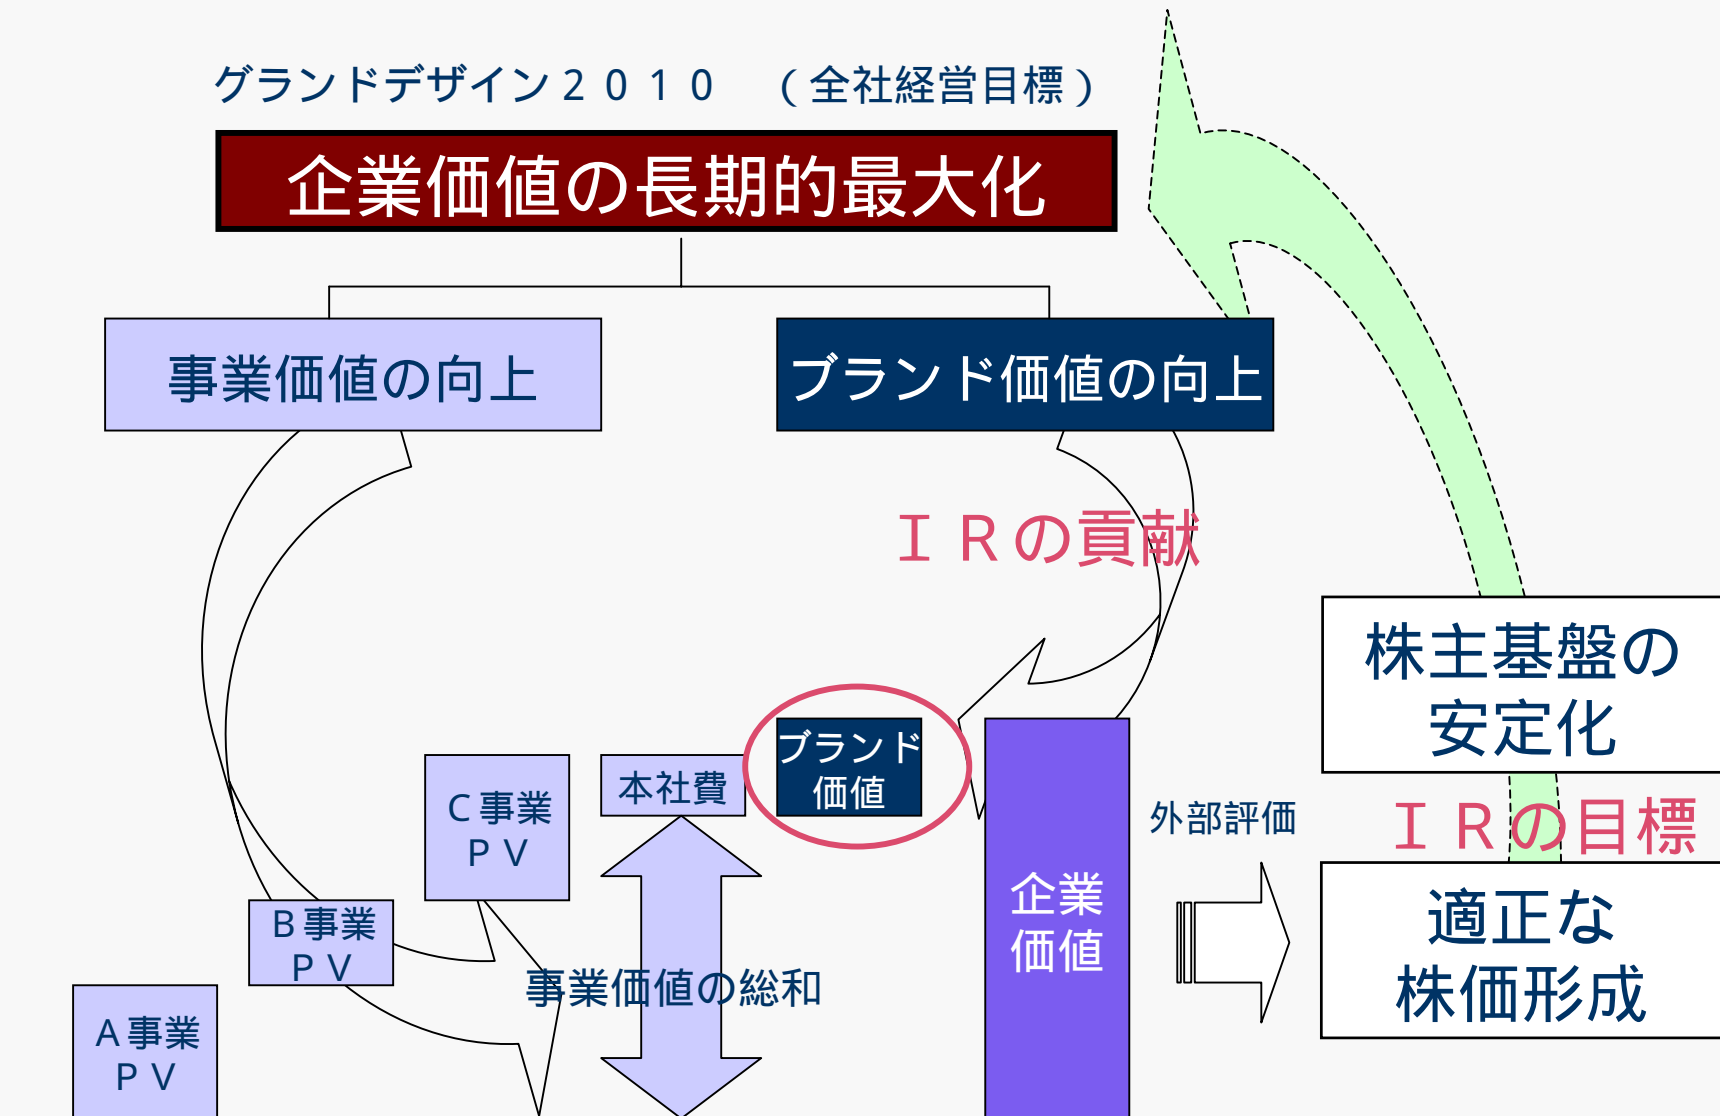 グランドデザイン２０１０　（全社経営目標）
企業価値の長期的最大化
事業価値の向上
ブランド価値の向上
ＩＲの貢献
株主基盤の
安定化
ブランド
価値
本社費
Ｃ事業
ＰＶ
外部評価
ＩＲの目標
企業
価値
適正な
株価形成
Ｂ事業
ＰＶ
事業価値の総和
Ａ事業
ＰＶ